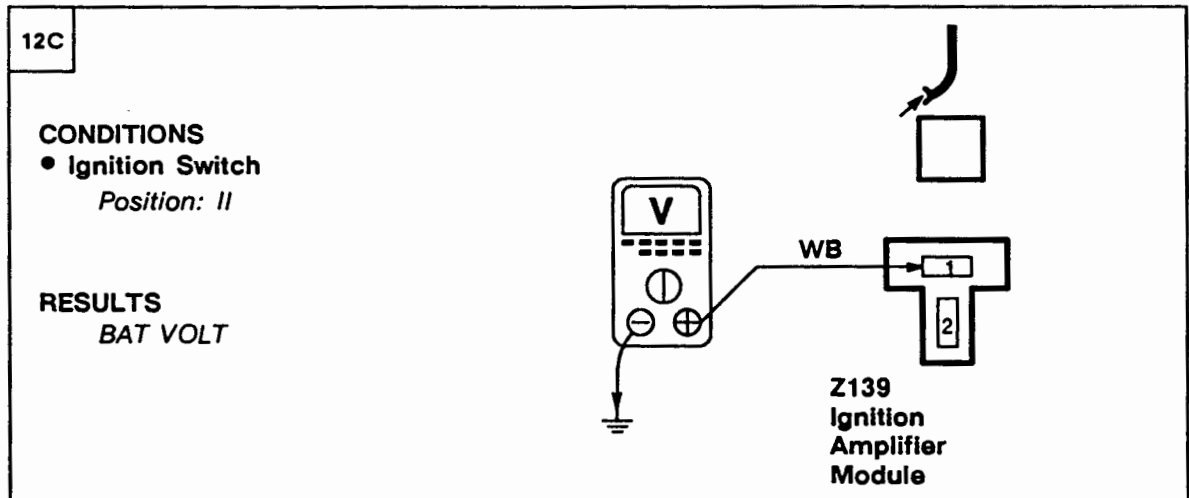 12C
CONDITIONS
● Ignition Switch
Position: II
RESULTS
BAT VOLT
V
WB
1
2
Z139
Ignition
Amplifier
Module